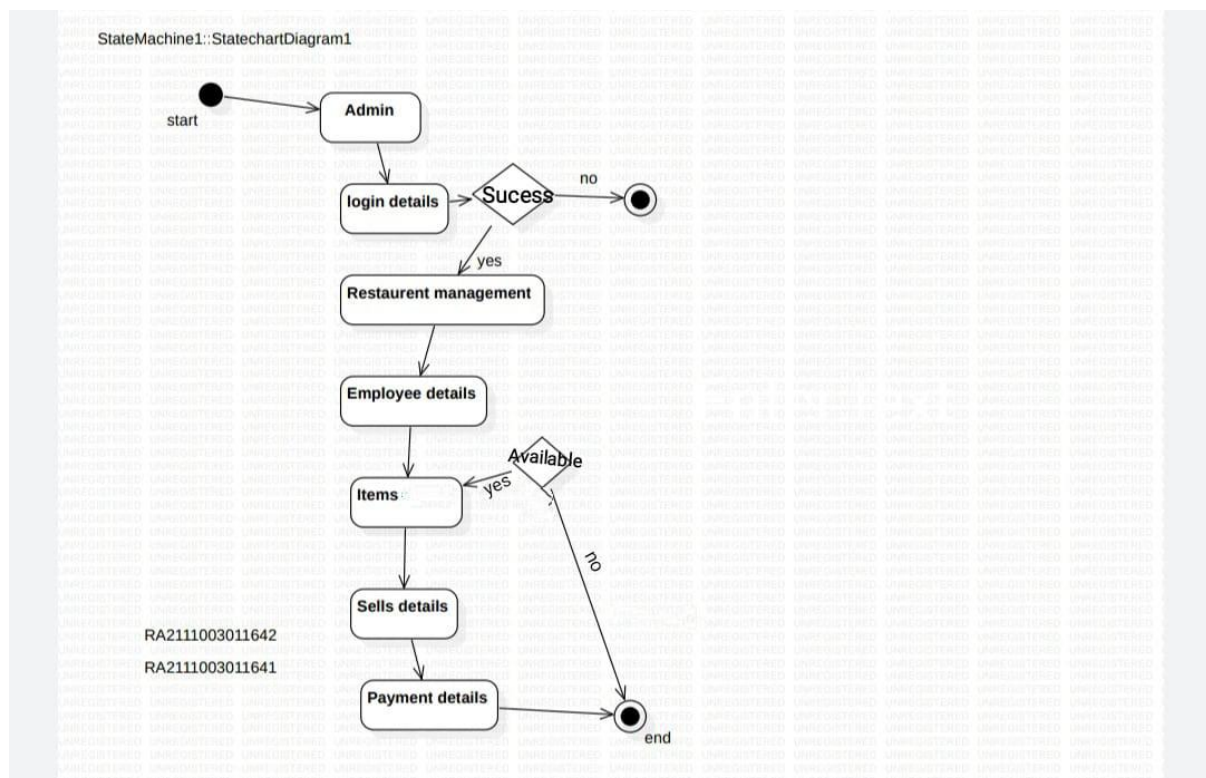 StateMachine1::StatechartDiagram1
start
Admin
login details
Sucess
no
yes
Restaurent management
Employee details
Available
yes
Items
no
Sells details
RA2111003011642
RA2111003011641
Payment details
end
UNREGISTERED